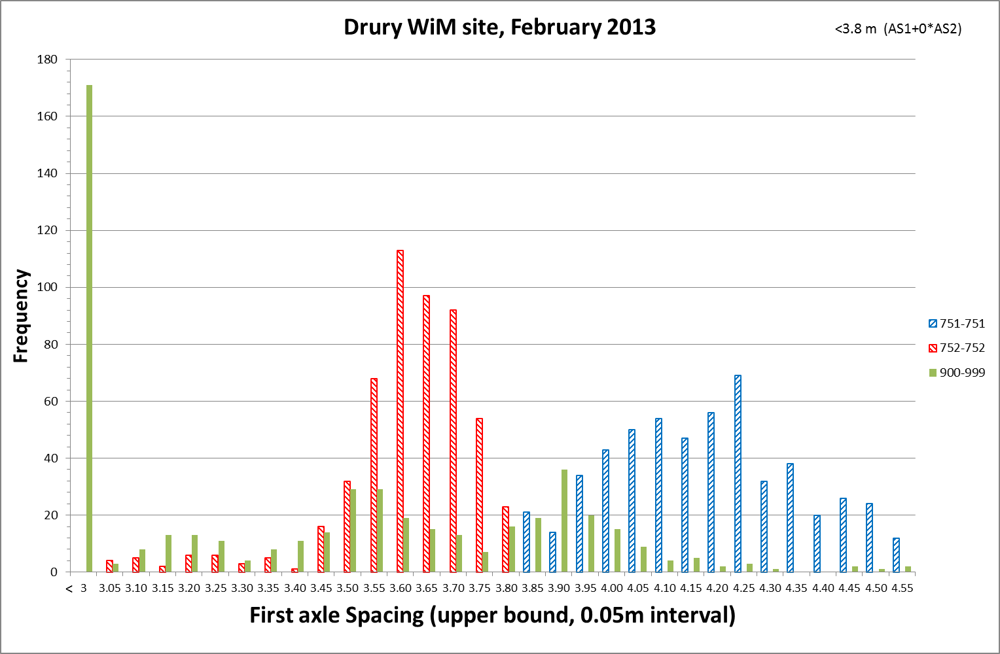 Drury WiM site, February 2013
<3.8 m (AS1+0*AS2)
180
160
140
120
100
80
60
40
20
0
Frequency
751-751
752-752
900-999
< 3 3.05 3.10 3.15 3.20 3.25 3.30 3.35 3.40 3.45 3.50 3.55 3.60 3.65 3.70 3.75 3.80 3.85 3.90 3.95 4.00 4.05 4.10 4.15 4.20 4.25 4.30 4.35 4.40 4.45 4.50 4.55
First axle Spacing (upper bound, 0.05m interval)